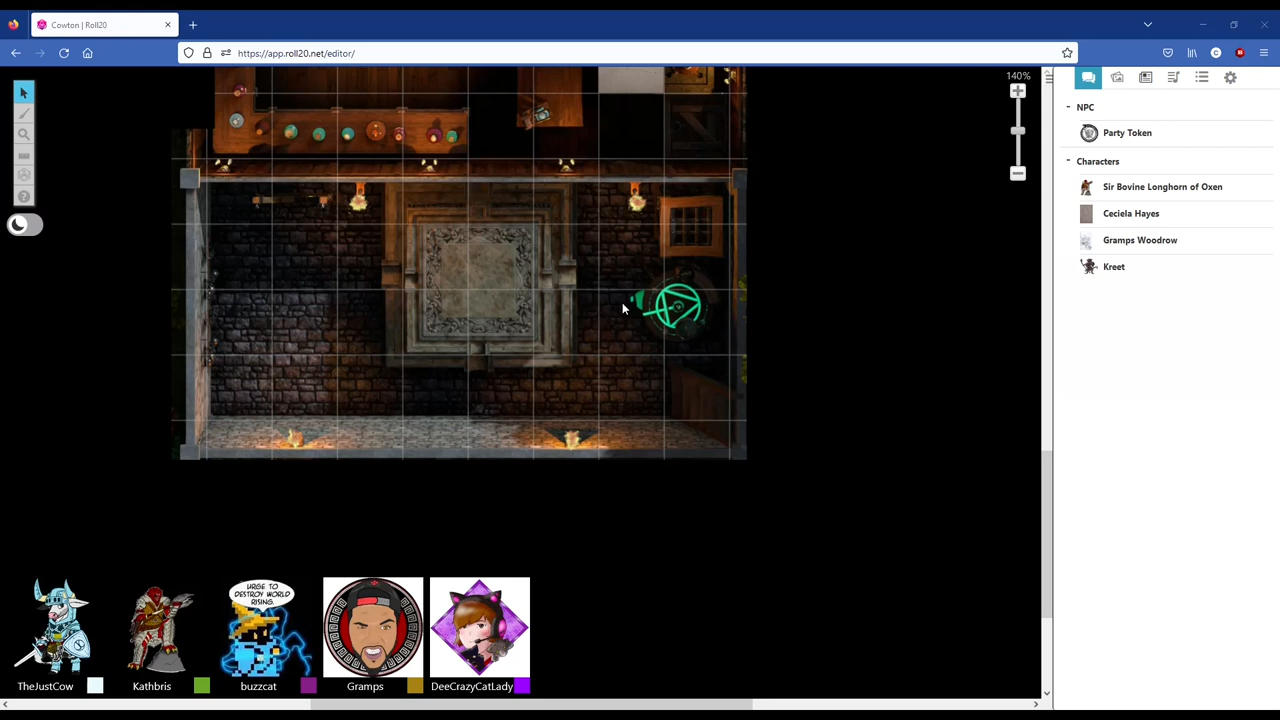 Cowton | Roll20
https://app.roll20.net/editor/
140%
NPC
Party Token
Characters
Sir Bovine Longhorn of Oxen
Ceciela Hayes
Gramps Woodrow
Kreet
URGE TO
DESTROY WORLD
RISING.
TheJustCow
Kathbris
buzzcat
Gramps
DeeCrazyCatLady